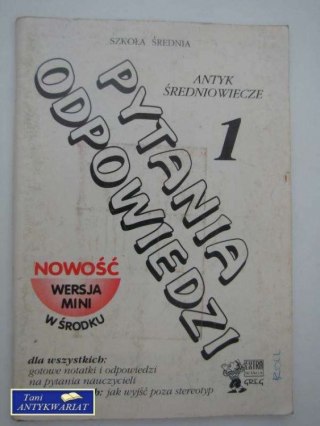 SZKOŁA ŚREDNIA
ANTYK
ŚREDNIOWIECZE
1
PYTANIA
ODPOWIEDZI
NOWOŚĆ
WERSJA
MINI
W ŚRODKU
dla wszystkich:
gotowe notatki i odpowiedzi
na pytania nauczycieli
h: jak wyjść poza stereotyp
GREG
Tani
ANTYKWARIAT